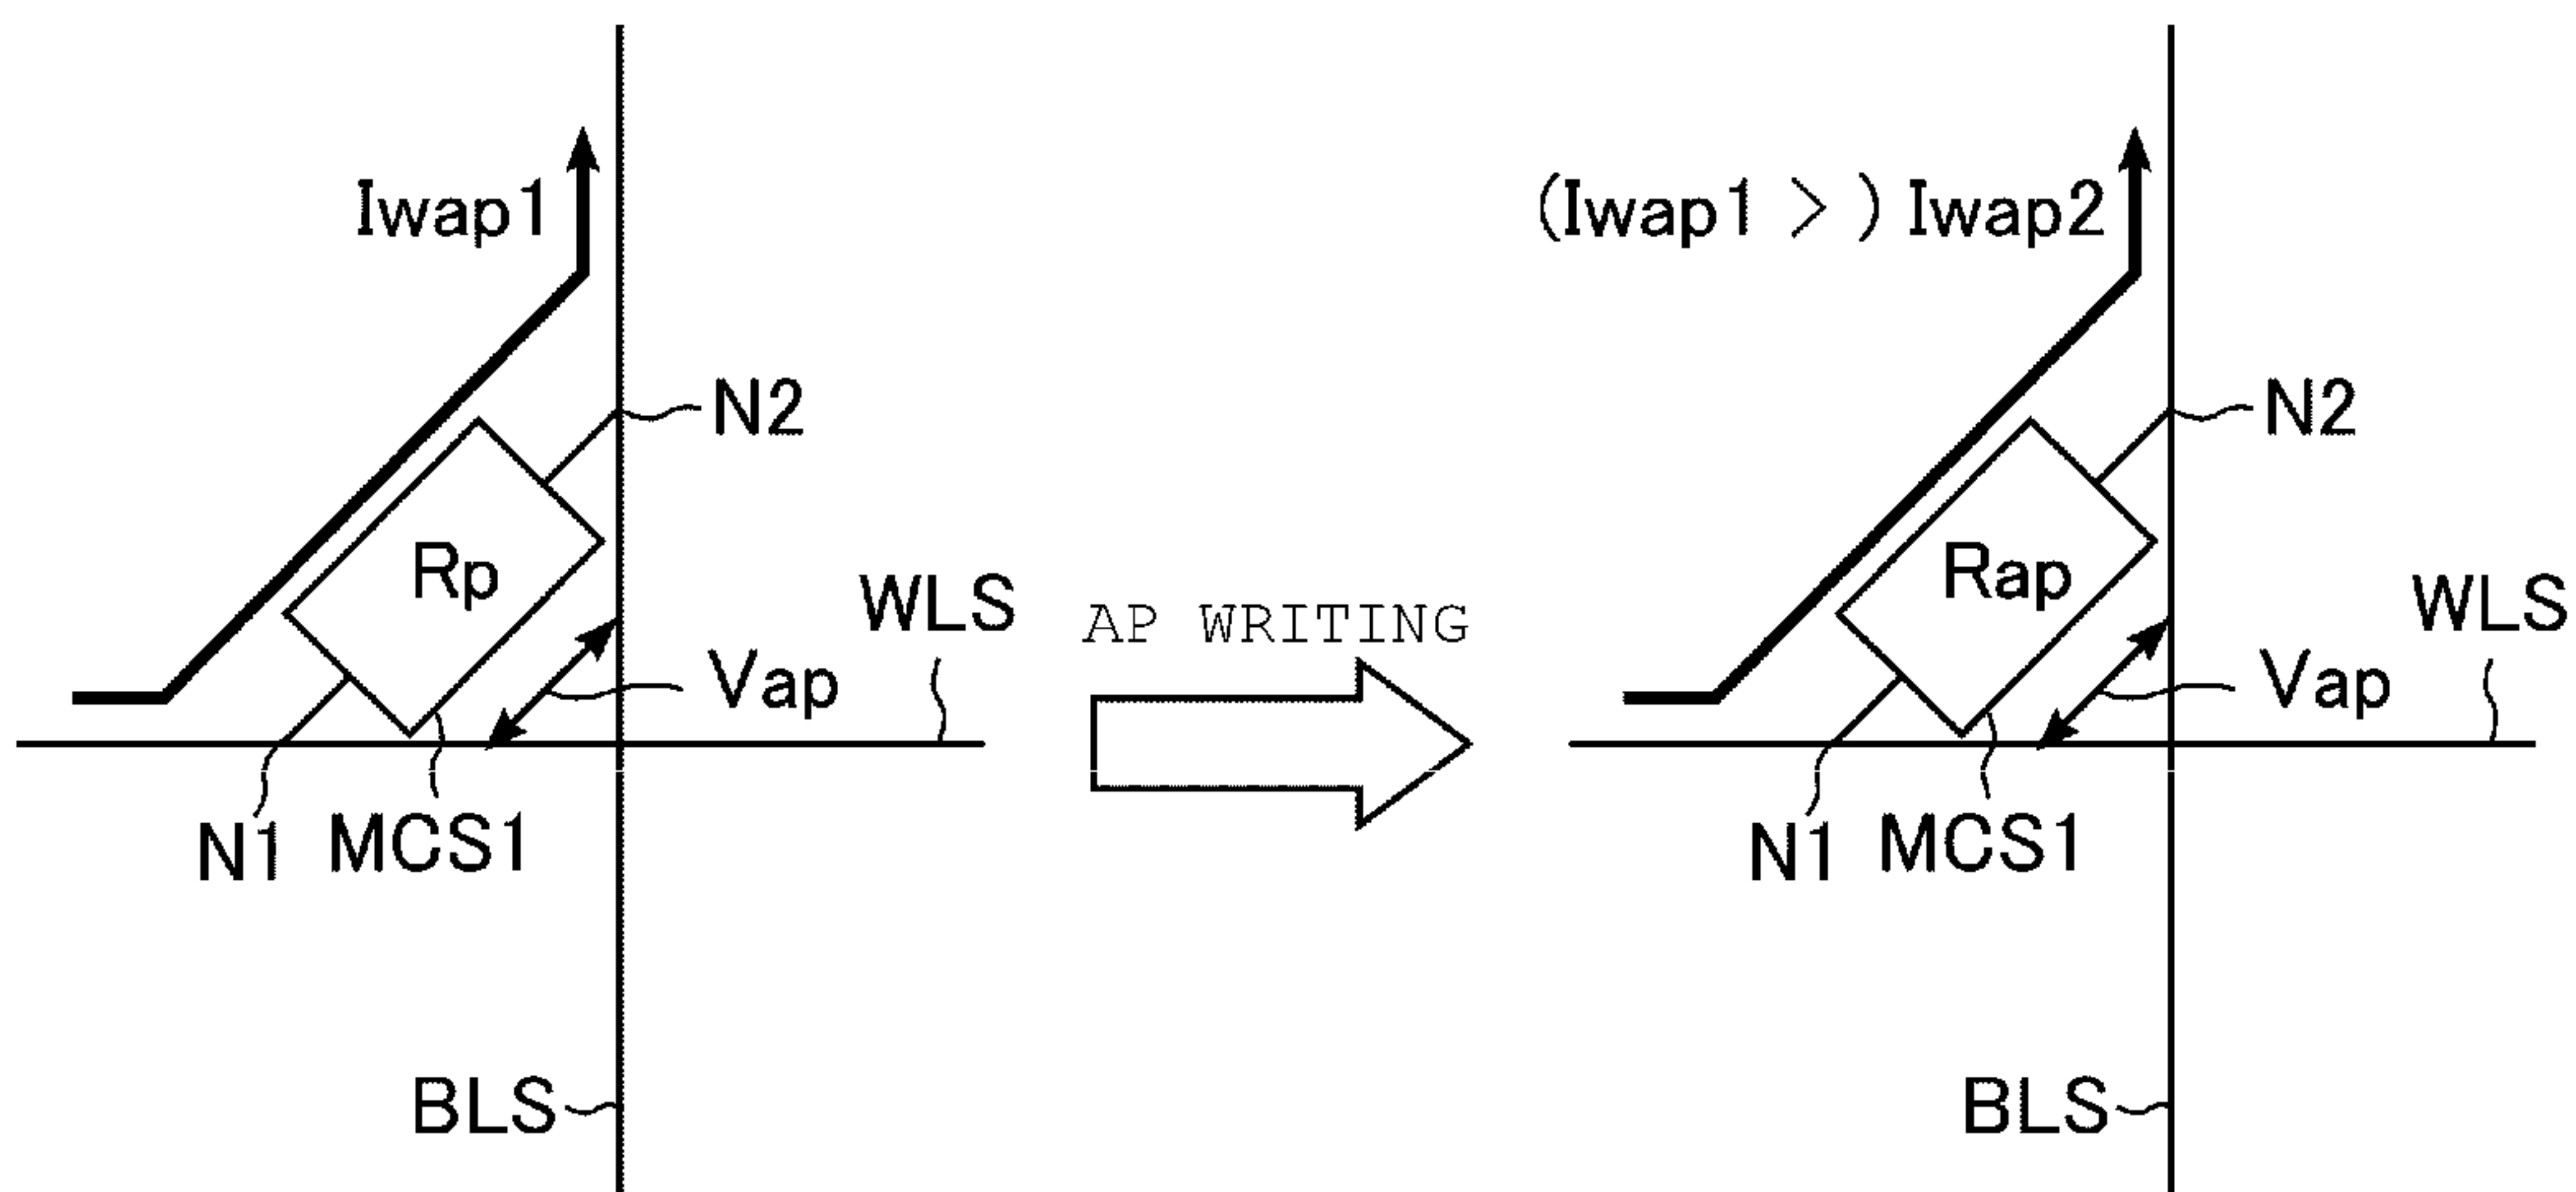 Iwap1
N2
Rp
WLS
Vap
N1
MCS1
BLS
AP WRITING
(Iwap1 > ) Iwap2
N2
Rap
WLS
Vap
N1
MCS1
BLS